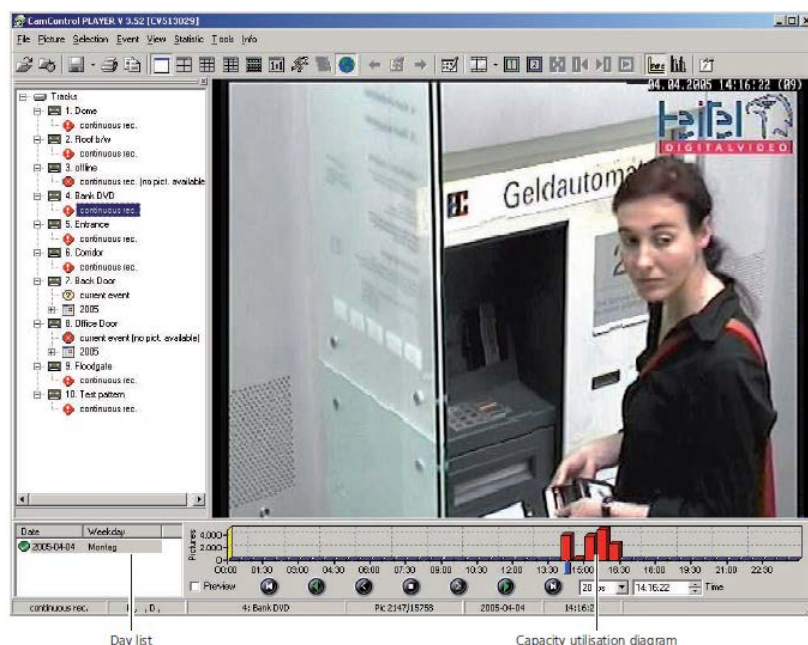 CamControl PLAYER V 3.52 [CV513029]
File Picture Selection Event View Statistic Tools Info
04.04.2005 14:16:22 (09)
DIGITALVIDEO
Geldautomat
Tracks
1. Dome
continuous rec.
2. Roof b/w
continuous rec.
3. offline
continuous rec. (no pict. available
4. Bank DVD
continuous rec.
5. Entrance
continuous rec.
6. Corridor
continuous rec.
7. Back Door
current event
2005
8. Office Door
current event (no pict. available)
2005
9. Floodgate
continuous rec.
10. Test pattern
continuous rec.
Date Weekday
2005-04-04 Montag
Pictures
4.000
2.000
0
00:00 01:30 03:00 04:30 06:00 07:30 09:00 10:30 12:00 13:30 15:00 16:30 18:00 19:30 21:00 22:30
Preview 14:16:22 Time
continuous rec. 4: Bank DVD Pic 2147/15758 2005-04-04 14:16:2
Day list
Capacity utilisation diagram